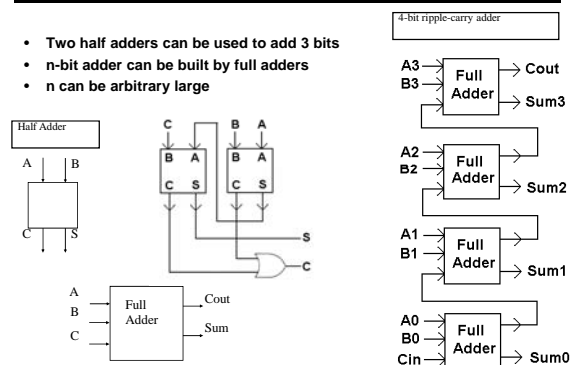 • Two half adders can be used to add 3 bits
• n-bit adder can be built by full adders
• n can be arbitrary large
Half Adder
A B
C S
C B A
B A B A
C S C S
S
C
A
B
C
Full
Adder
Cout
Sum
4-bit ripple-carry adder
A3
B3
Full
Adder
Cout
Sum3
A2
B2
Full
Adder
Sum2
A1
B1
Full
Adder
Sum1
A0
B0
Cin
Full
Adder
Sum0